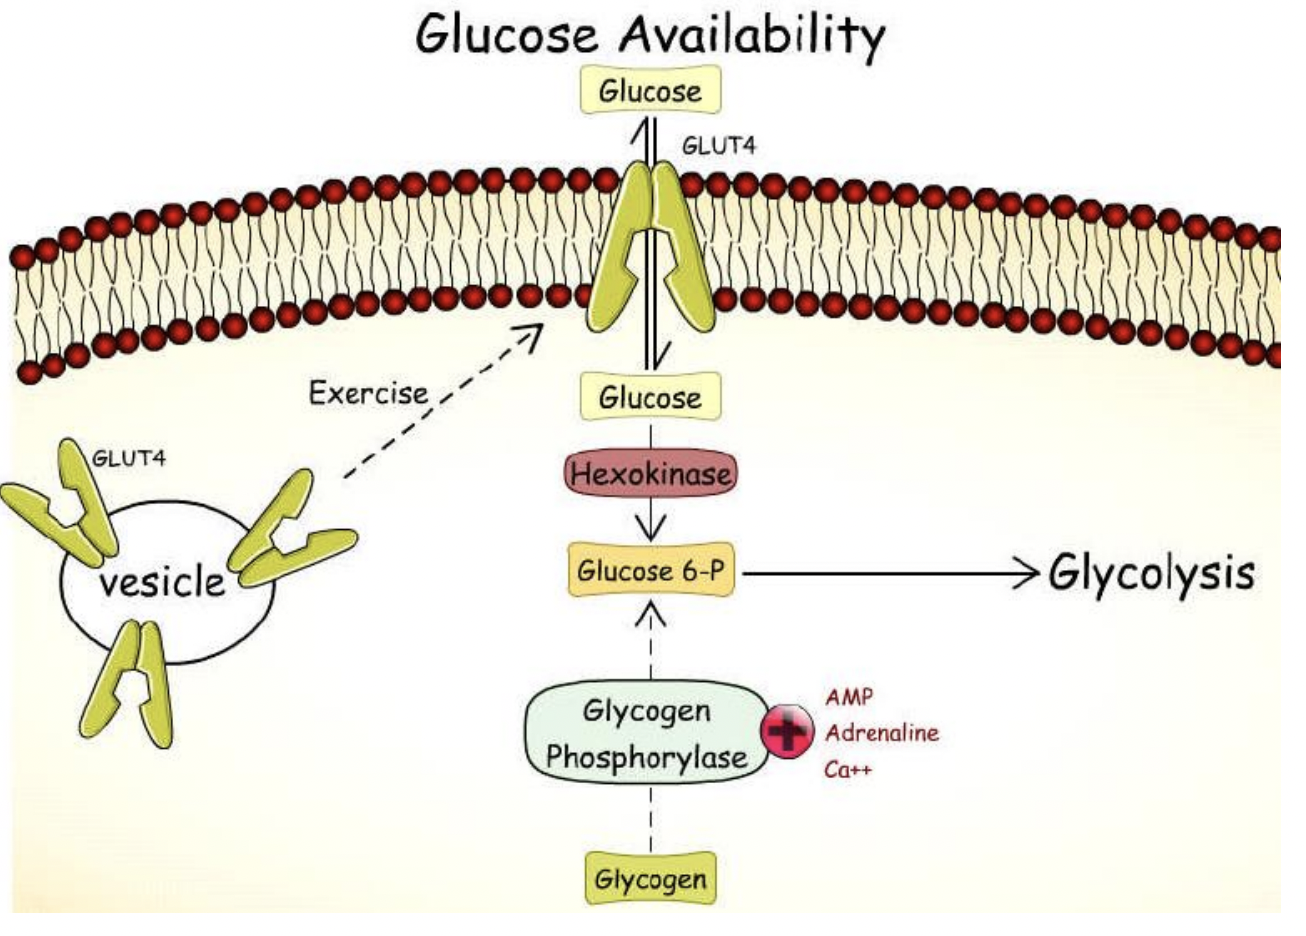 Glucose Availability
Glucose
GLUT4
Exercise
Glucose
GLUT4
Hexokinase
vesicle
Glucose 6-P
Glycolysis
Glycogen
Phosphorylase
AMP
Adrenaline
Ca++
Glycogen